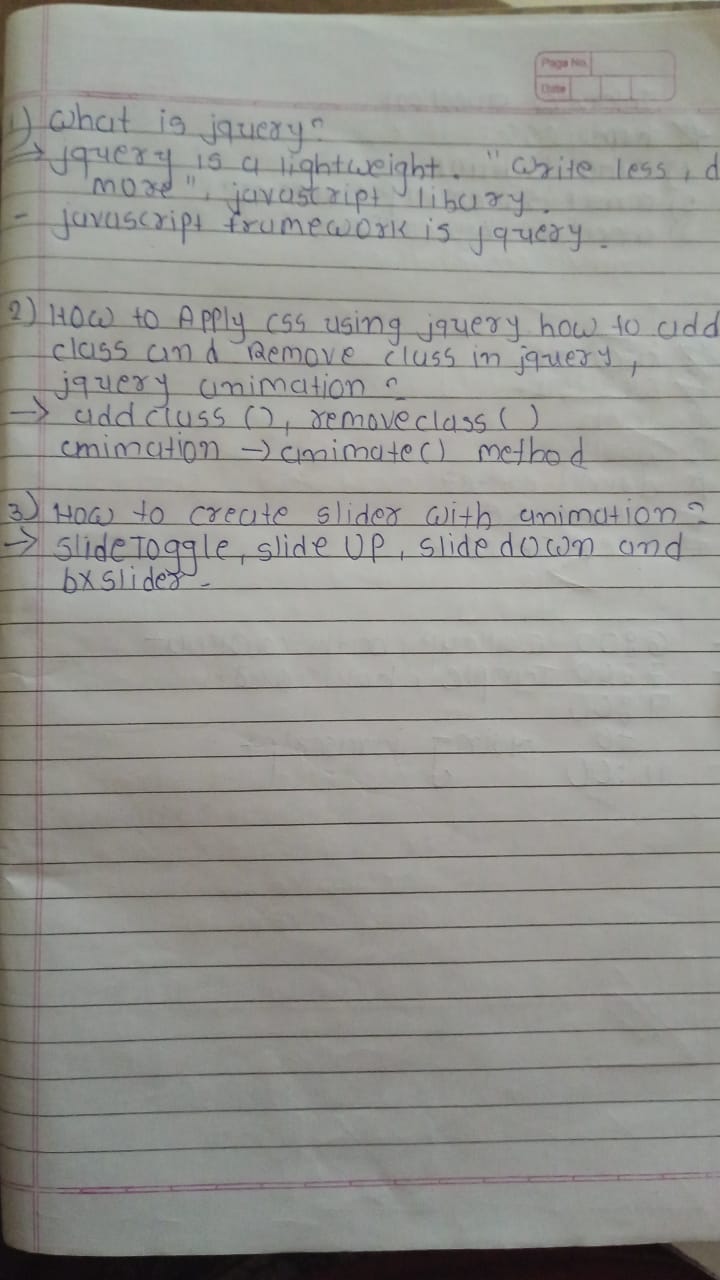 Page No.
Date
1) What is jquery?
→ jquery is a lightweight. "Write less, d
more", javascript libuary.
- javascript framework is jquery.
2) HOW to Apply css using jquery how to add
class and Remove class in jquery,
jquery animation?
→ addclass (), removeclass ()
animation → animate() method
3) HOW to create slider with animation?
→ slideToggle, slide UP, slide down and
bxslider.